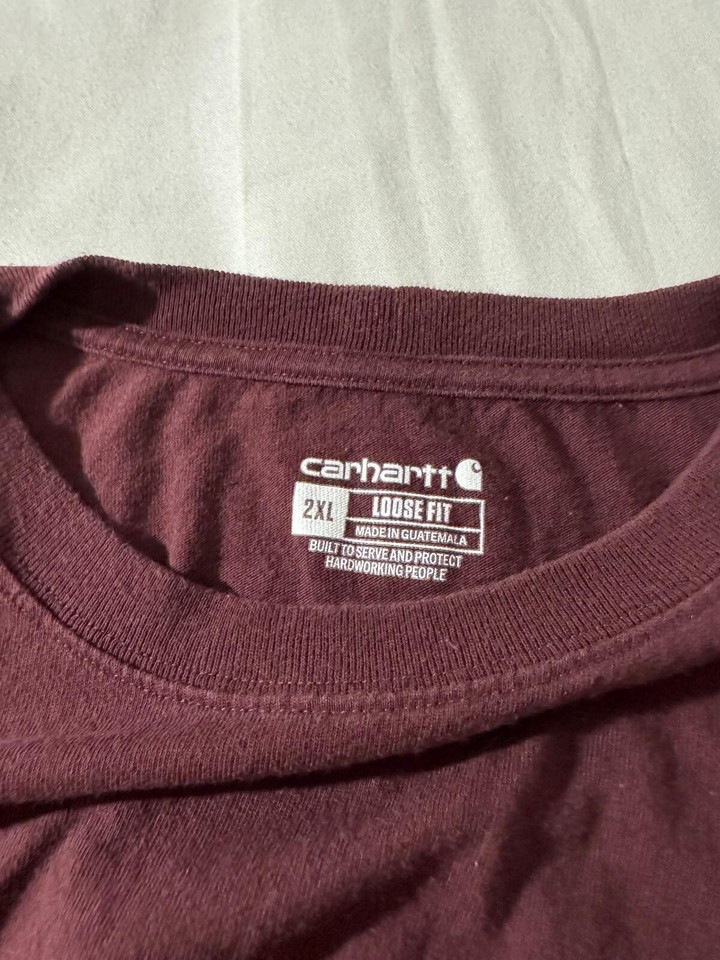 carhartt
2XL LOOSE FIT
MADE IN GUATEMALA
BUILT TO SERVE AND PROTECT
HARDWORKING PEOPLE